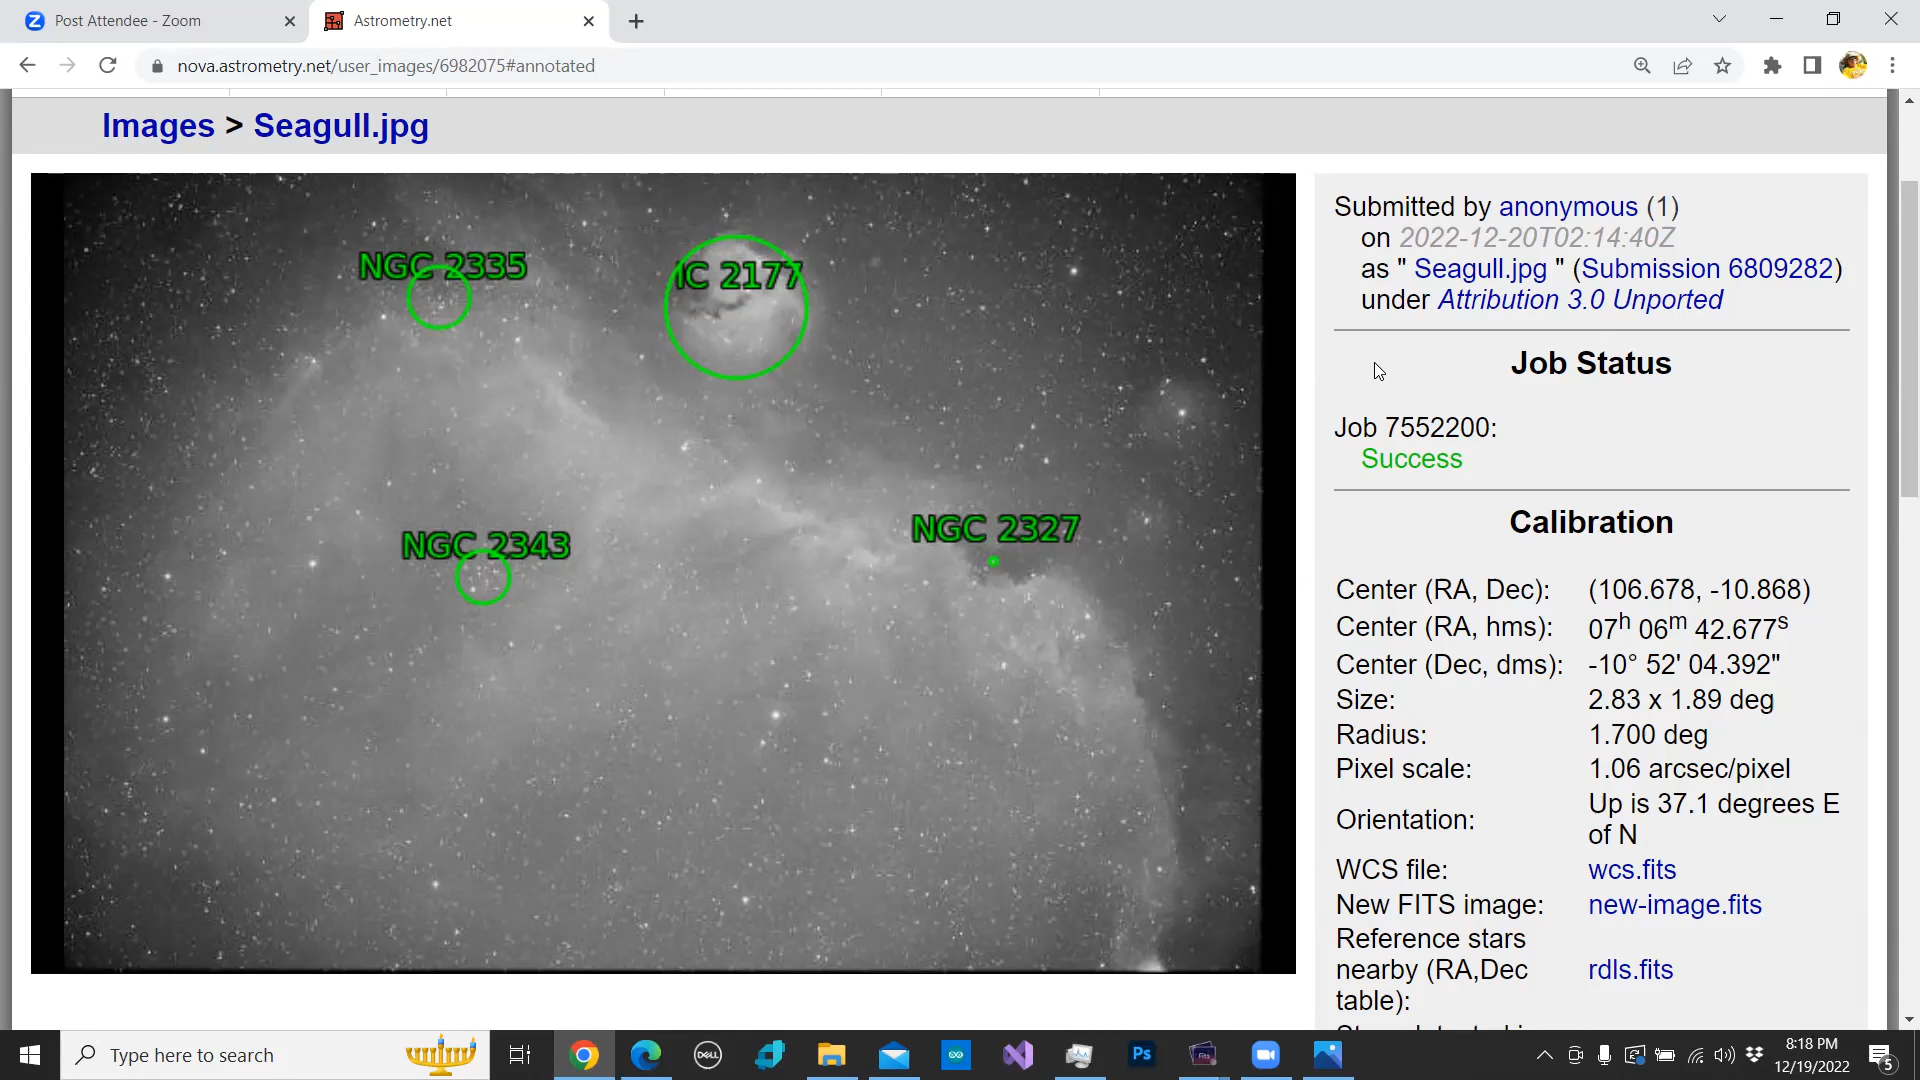 Post Attendee - Zoom
Astrometry.net
nova.astrometry.net/user_images/6982075#annotated
Images > Seagull.jpg
NGC 2335
IC 2177
NGC 2343
NGC 2327
Submitted by anonymous (1)
on 2022-12-20T02:14:40Z
as " Seagull.jpg " (Submission 6809282)
under Attribution 3.0 Unported
Job Status
Job 7552200:
Success
Calibration
Center (RA, Dec): (106.678, -10.868)
Center (RA, hms): 07h 06m 42.677s
Center (Dec, dms): -10° 52' 04.392"
Size: 2.83 x 1.89 deg
Radius: 1.700 deg
Pixel scale: 1.06 arcsec/pixel
Orientation: Up is 37.1 degrees E
of N
WCS file: wcs.fits
New FITS image: new-image.fits
Reference stars
nearby (RA,Dec rdls.fits
table):
Type here to search
DELL
Ps
Fits
8:18 PM
12/19/2022
5